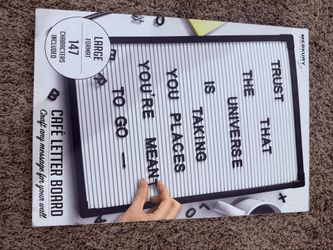 MERKURY
LARGE
FORMAT
147
CHARACTERS
INCLUDED
TRUST
THAT
THE
UNIVERSE
IS
TAKING
YOU PLACES
YOU'RE MEANT
TO GO —
CAFÉ LETTER BOARD
Craft any message for your wall.